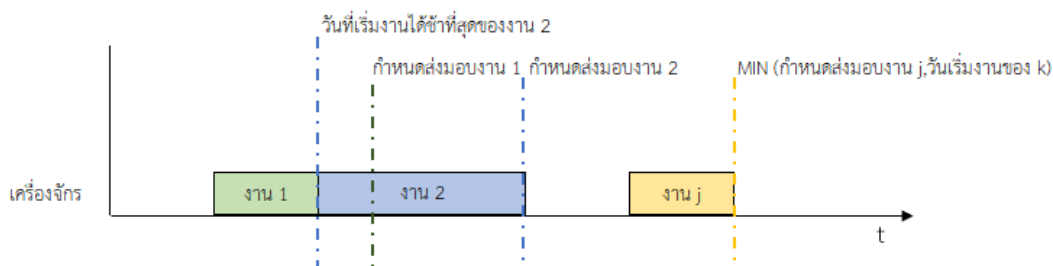 วันที่เริ่มงานได้ช้าที่สุดของงาน 2
กำหนดส่งมอบงาน 1 กำหนดส่งมอบงาน 2 MIN (กำหนดส่งมอบงาน j,วันเริ่มงานของ k)
เครื่องจักร งาน 1 งาน 2 งาน j
t